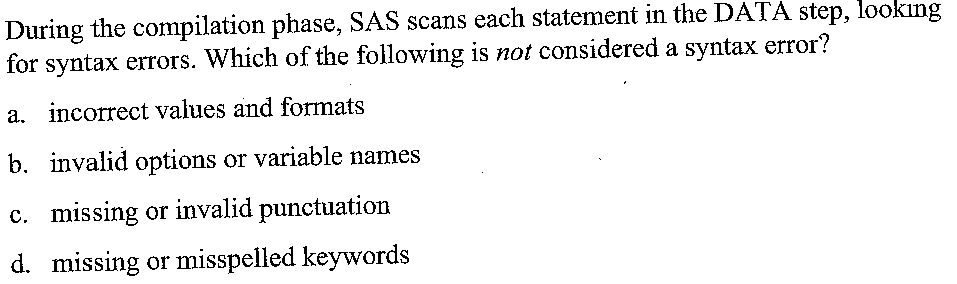 During the compilation phase, SAS scans each statement in the DATA step, looking
for syntax errors. Which of the following is not considered a syntax error?
a. incorrect values and formats
b. invalid options or variable names
c. missing or invalid punctuation
d. missing or misspelled keywords